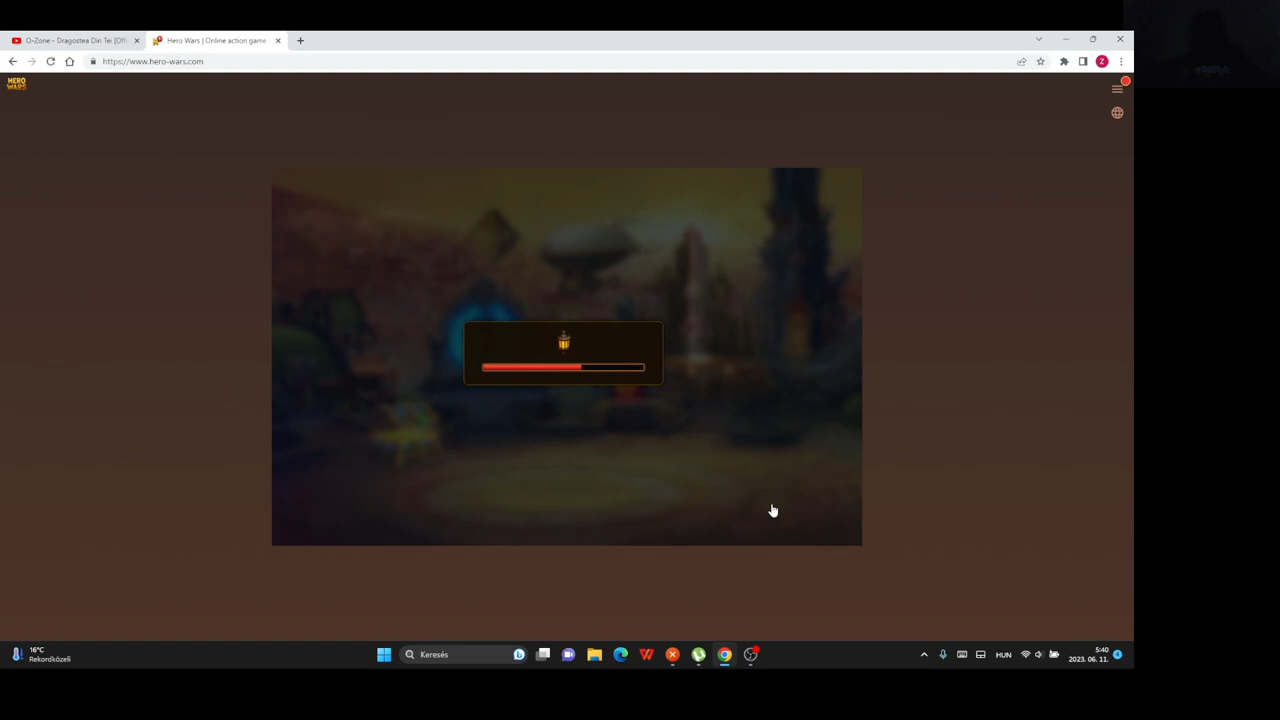 O-Zone - Dragostea Din Tei [Offi
Hero Wars | Online action game
https://www.hero-wars.com
Z
HERO
WARS
16°C
Rekordközeli
Keresés
HUN
5:40
2023. 06. 11.
4